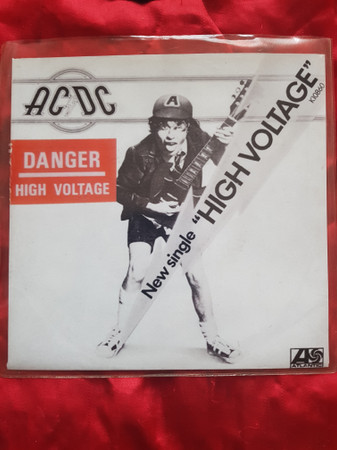 AC/DC
DANGER
HIGH VOLTAGE
A
New single "HIGH VOLTAGE"
K10860
ATLANTIC